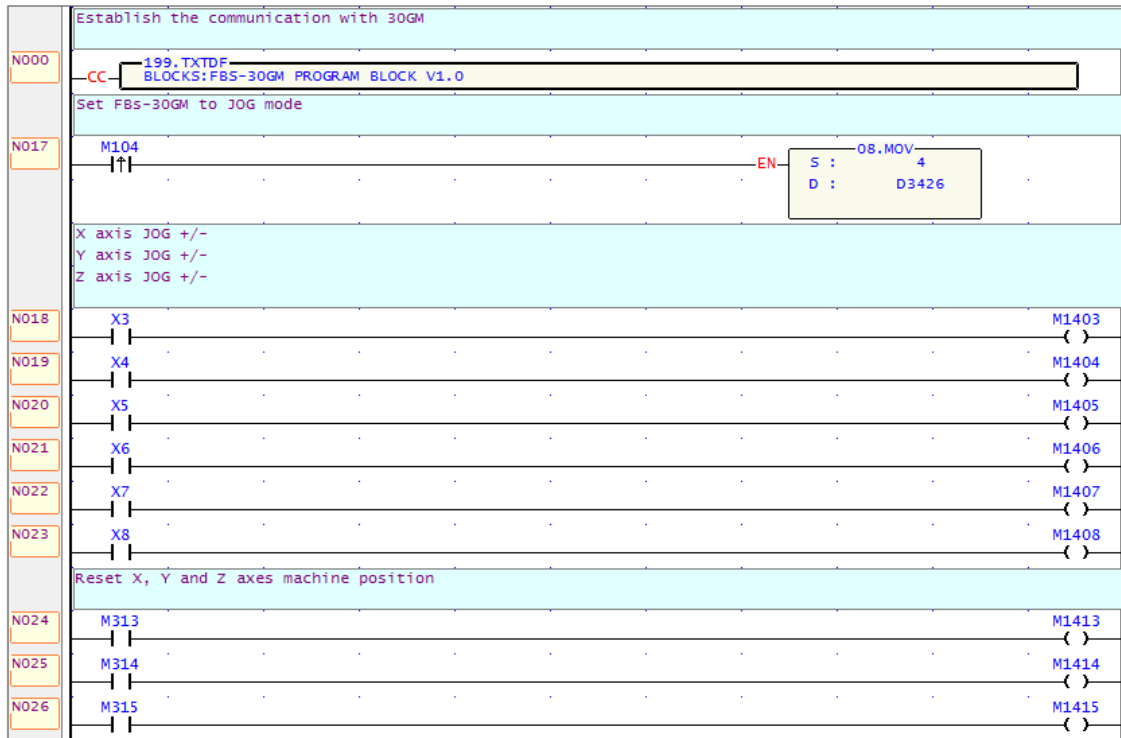 Establish the communication with 30GM
N000
CC
199.TXTDF
BLOCKS:FBS-30GM PROGRAM BLOCK V1.0
Set FBs-30GM to JOG mode
N017 M104 EN 08.MOV
S : 4
D : D3426
X axis JOG +/-
Y axis JOG +/-
Z axis JOG +/-
N018 X3 M1403
N019 X4 M1404
N020 X5 M1405
N021 X6 M1406
N022 X7 M1407
N023 X8 M1408
Reset X, Y and Z axes machine position
N024 M313 M1413
N025 M314 M1414
N026 M315 M1415